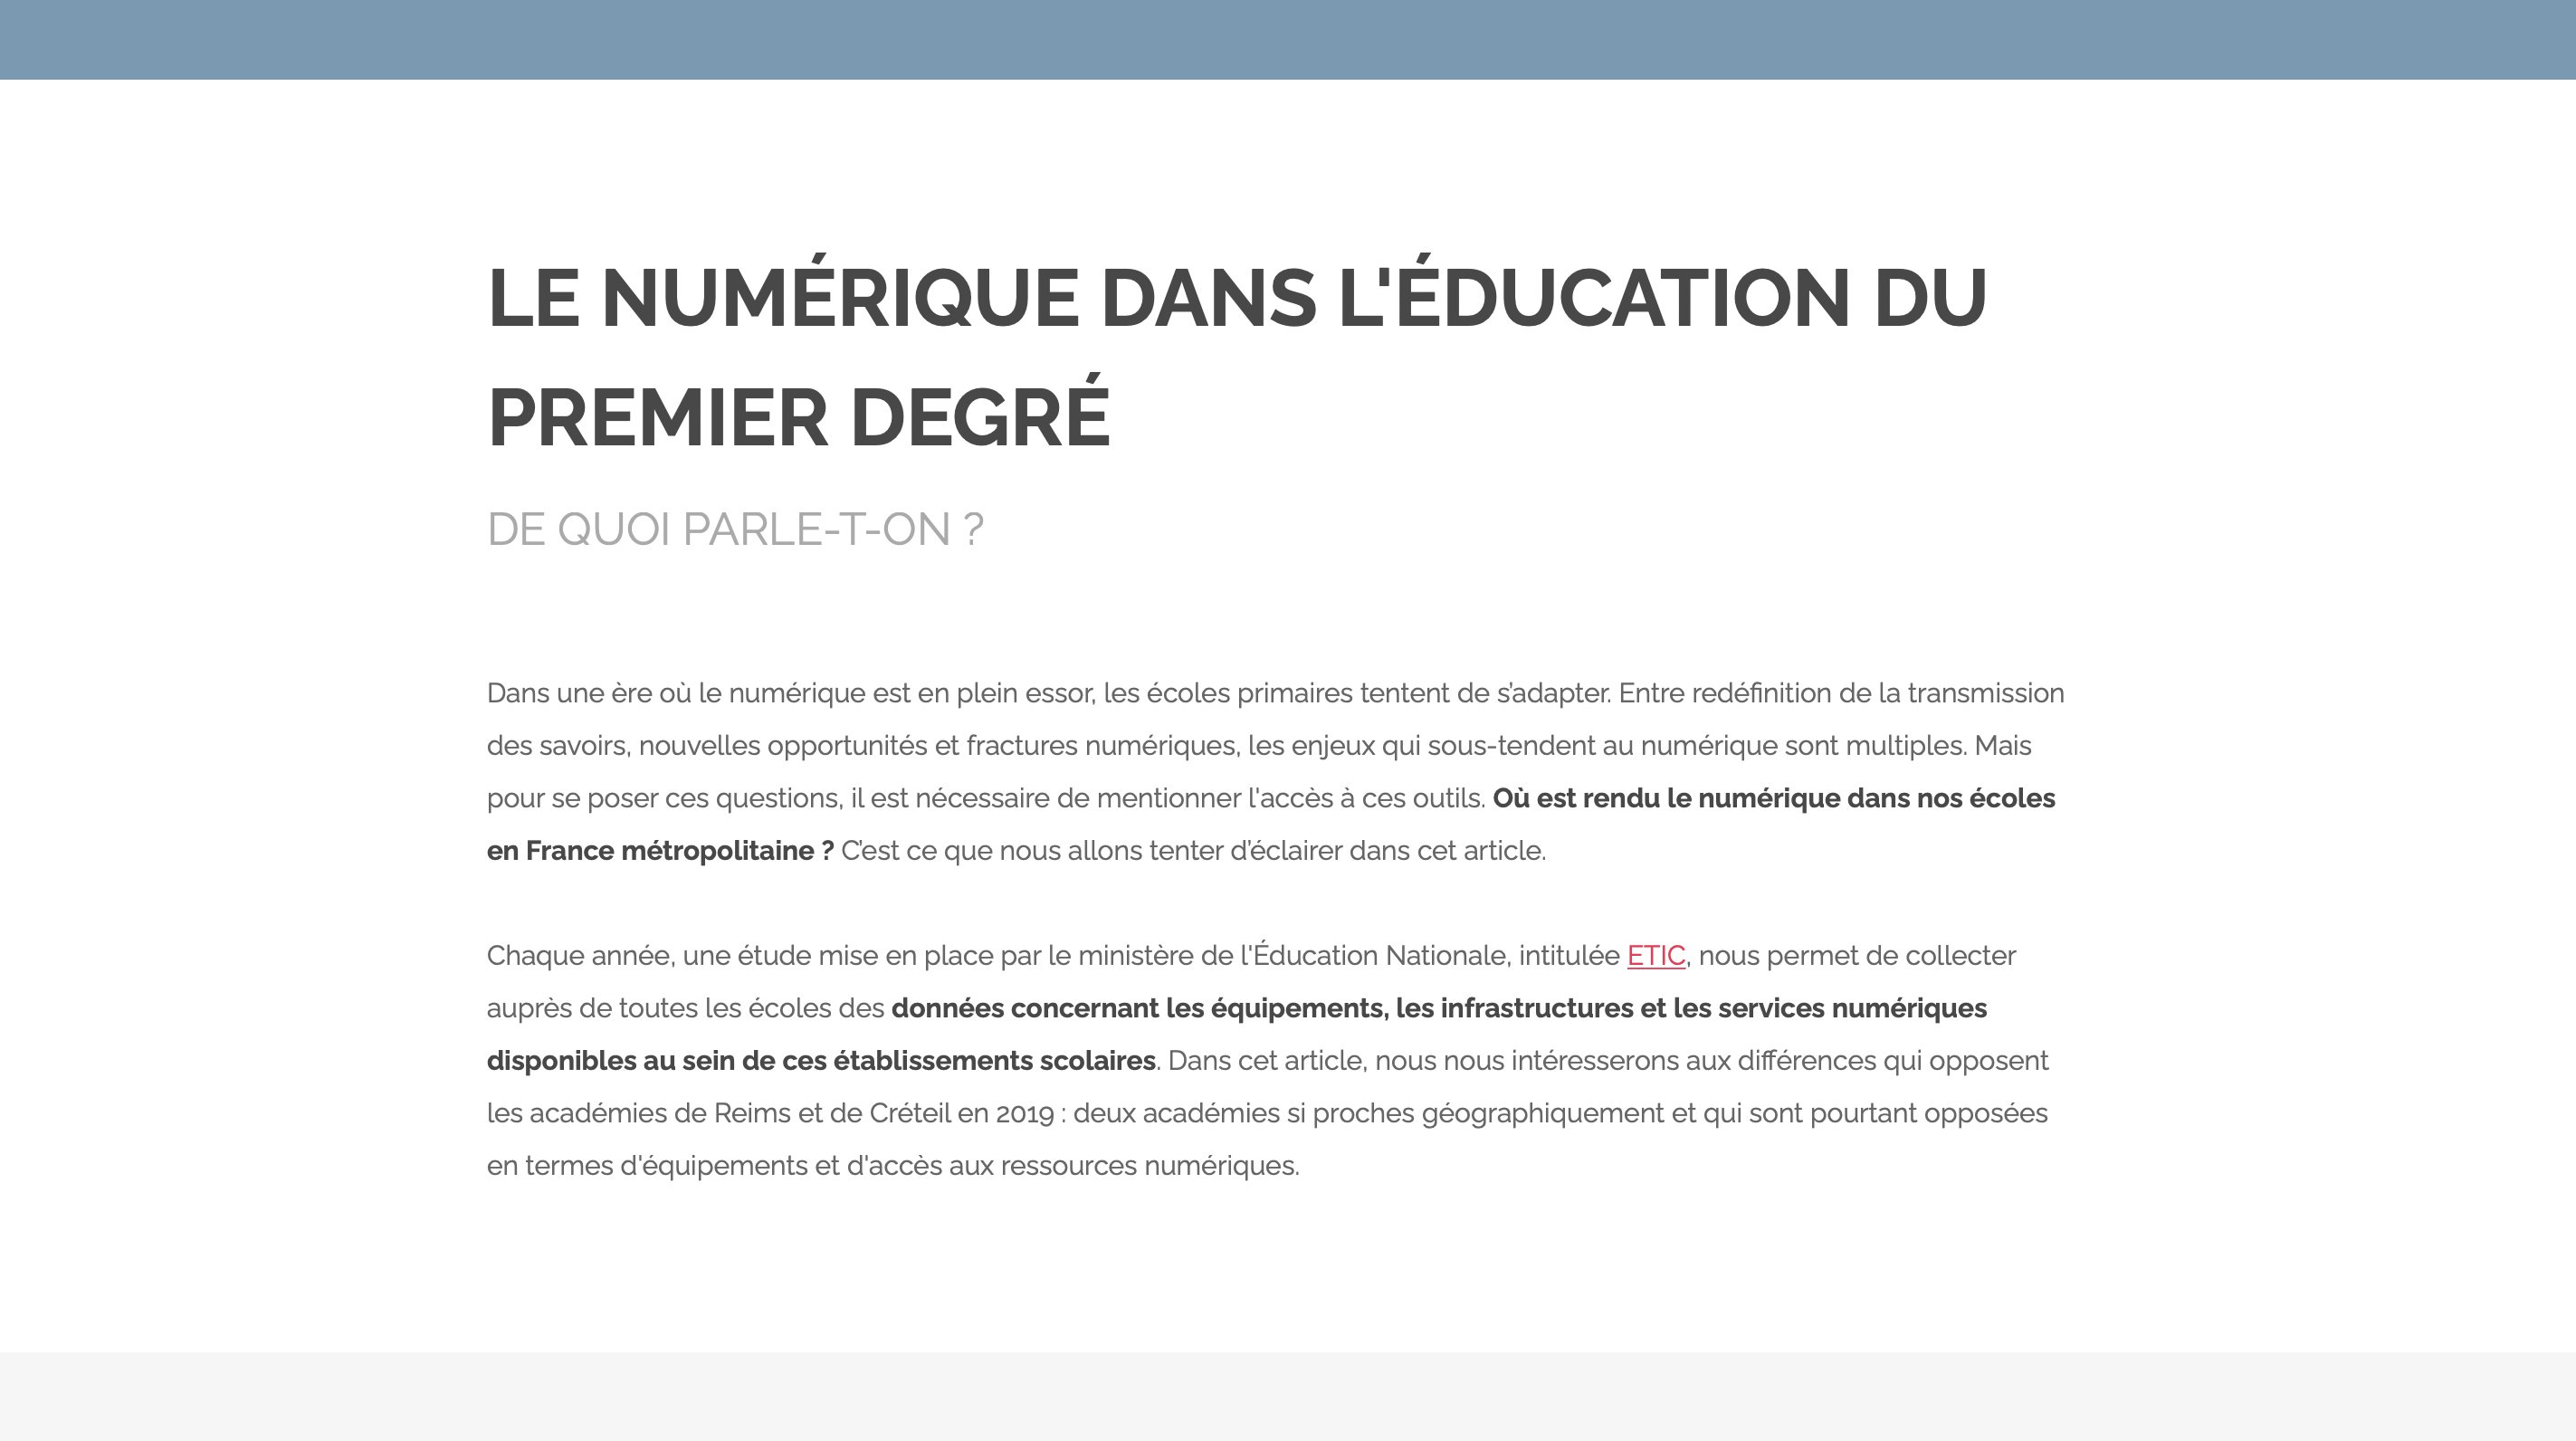 LE NUMÉRIQUE DANS L'ÉDUCATION DU
PREMIER DEGRÉ
DE QUOI PARLE-T-ON ?
Dans une ère où le numérique est en plein essor, les écoles primaires tentent de s’adapter. Entre redéfinition de la transmission
des savoirs, nouvelles opportunités et fractures numériques, les enjeux qui sous-tendent au numérique sont multiples. Mais
pour se poser ces questions, il est nécessaire de mentionner l'accès à ces outils. Où est rendu le numérique dans nos écoles
en France métropolitaine ? C’est ce que nous allons tenter d’éclairer dans cet article.
Chaque année, une étude mise en place par le ministère de l'Éducation Nationale, intitulée ETIC, nous permet de collecter
auprès de toutes les écoles des données concernant les équipements, les infrastructures et les services numériques
disponibles au sein de ces établissements scolaires. Dans cet article, nous nous intéresserons aux différences qui opposent
les académies de Reims et de Créteil en 2019 : deux académies si proches géographiquement et qui sont pourtant opposées
en termes d'équipements et d'accès aux ressources numériques.